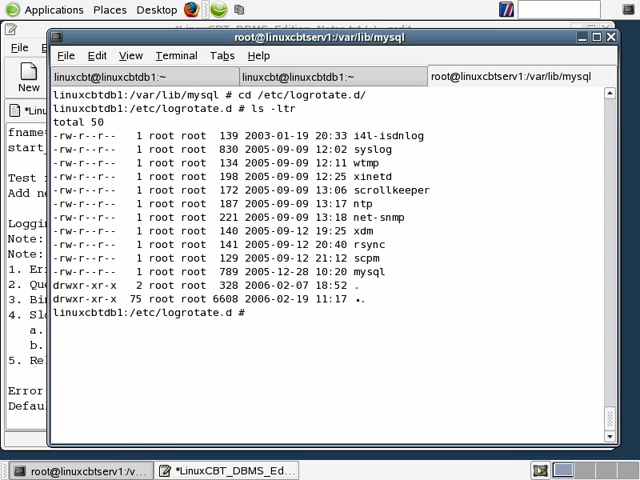 Applications Places Desktop
root@linuxcbtserv1:/var/lib/mysql
File Edit View Terminal Tabs Help
linuxcbt@linuxcbtdb1:~ linuxcbt@linuxcbtdb1:~ root@linuxcbtserv1:/var/lib/mysql
linuxcbtdb1:/var/lib/mysql # cd /etc/logrotate.d/
linuxcbtdb1:/etc/logrotate.d # ls -ltr
total 50
-rw-r--r-- 1 root root 139 2003-01-19 20:33 i4l-isdnlog
-rw-r--r-- 1 root root 830 2005-09-09 12:02 syslog
-rw-r--r-- 1 root root 134 2005-09-09 12:11 wtmp
-rw-r--r-- 1 root root 198 2005-09-09 12:25 xinetd
-rw-r--r-- 1 root root 172 2005-09-09 13:06 scrollkeeper
-rw-r--r-- 1 root root 187 2005-09-09 13:17 ntp
-rw-r--r-- 1 root root 221 2005-09-09 13:18 net-snmp
-rw-r--r-- 1 root root 140 2005-09-12 19:25 xdm
-rw-r--r-- 1 root root 141 2005-09-12 20:40 rsync
-rw-r--r-- 1 root root 129 2005-09-12 21:12 scpm
-rw-r--r-- 1 root root 789 2005-12-28 10:20 mysql
drwxr-xr-x 2 root root 328 2006-02-07 18:52 .
drwxr-xr-x 75 root root 6608 2006-02-19 11:17 ..
linuxcbtdb1:/etc/logrotate.d #
File
New
*Linu
fname=
start_
Test
Add ne
Loggin
Note:
Note:
1. Err
2. Que
3. Bin
4. Slo
a.
b.
5. Rel
Error
Defau
root@linuxcbtserv1:/v... *LinuxCBT_DBMS_Ed...